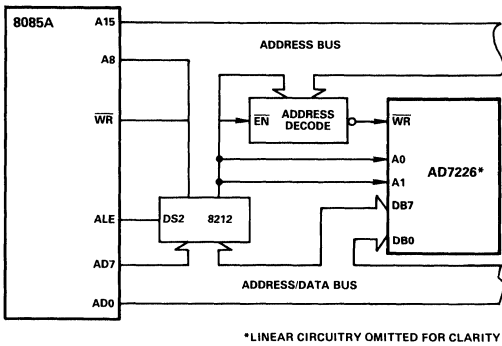 8085A
A15
ADDRESS BUS
A8
ADDRESS
DECODE
EN
WR
WR
A0
AD7226*
A1
DB7
ALE
DS2 8212
DB0
AD7
ADDRESS/DATA BUS
AD0
*LINEAR CIRCUITRY OMITTED FOR CLARITY